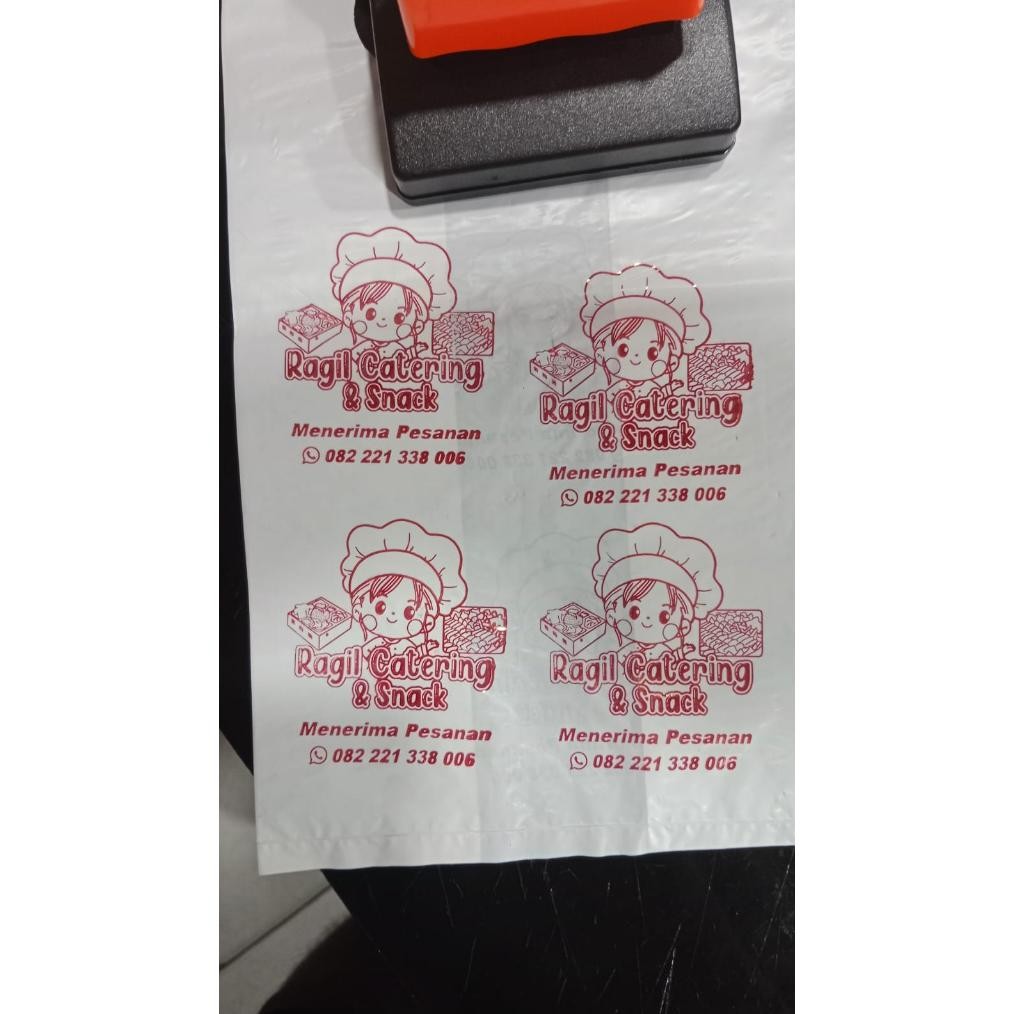 Ragil Catering
& Snack
Menerima Pesanan
082 221 338 006
Ragil Catering
& Snack
Menerima Pesanan
082 221 338 006
Ragil Catering
& Snack
Menerima Pesanan
082 221 338 006
Ragil Catering
& Snack
Menerima Pesanan
082 221 338 006